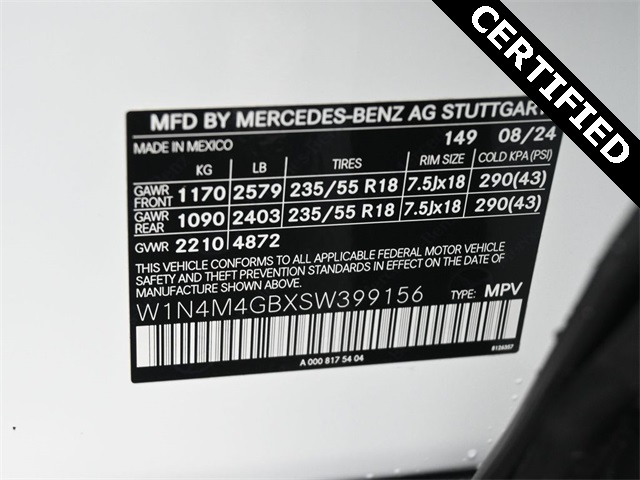 CERTIFIED
MFD BY MERCEDES-BENZ AG STUTTGART
MADE IN MEXICO 149 08/24
KG LB TIRES RIM SIZE COLD KPA (PSI)
GAWR FRONT 1170 2579 235/55 R18 7.5Jx18 290(43)
GAWR REAR 1090 2403 235/55 R18 7.5Jx18 290(43)
GVWR 2210 4872
THIS VEHICLE CONFORMS TO ALL APPLICABLE FEDERAL MOTOR VEHICLE
SAFETY AND THEFT PREVENTION STANDARDS IN EFFECT ON THE DATE
OF MANUFACTURE SHOWN ABOVE.
W1N4M4GBXSW399156 TYPE: MPV
A 000 817 54 04